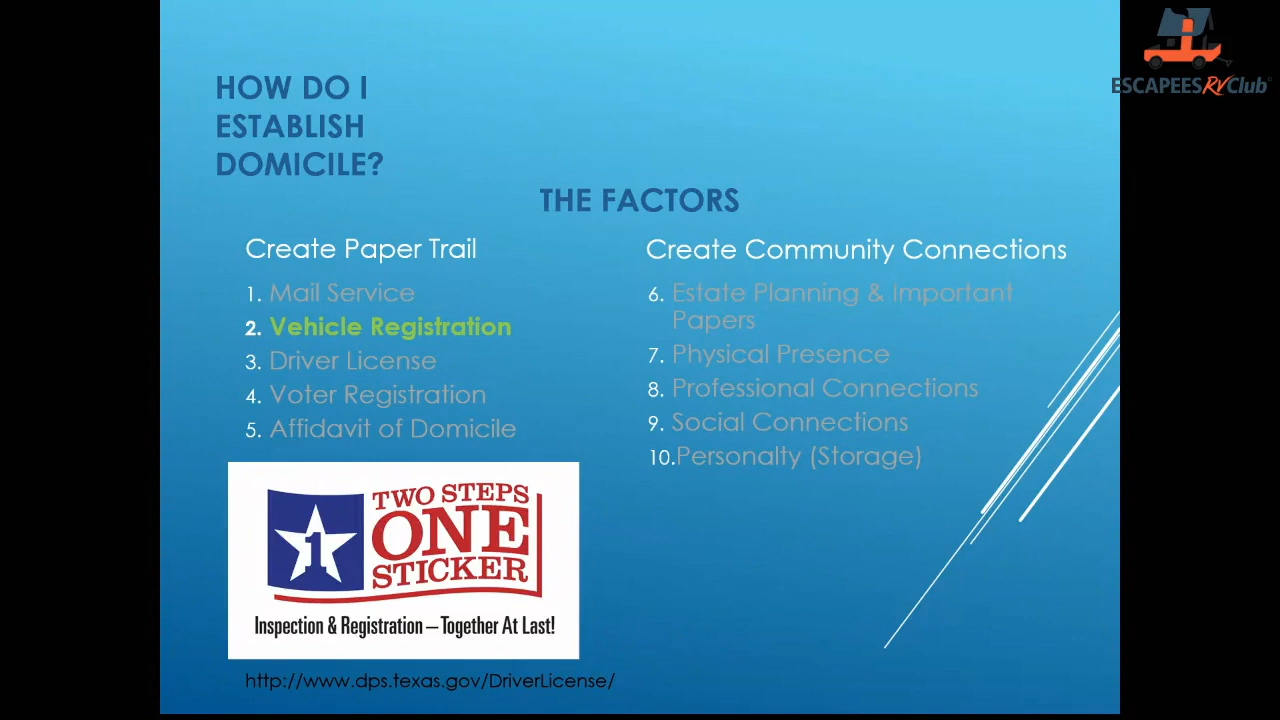 ESCAPEES RV Club
HOW DO I
ESTABLISH
DOMICILE?
THE FACTORS
Create Paper Trail
1. Mail Service
2. Vehicle Registration
3. Driver License
4. Voter Registration
5. Affidavit of Domicile
Create Community Connections
6. Estate Planning & Important
Papers
7. Physical Presence
8. Professional Connections
9. Social Connections
10.Personalty (Storage)
1
TWO STEPS
ONE
STICKER
Inspection & Registration – Together At Last!
http://www.dps.texas.gov/DriverLicense/